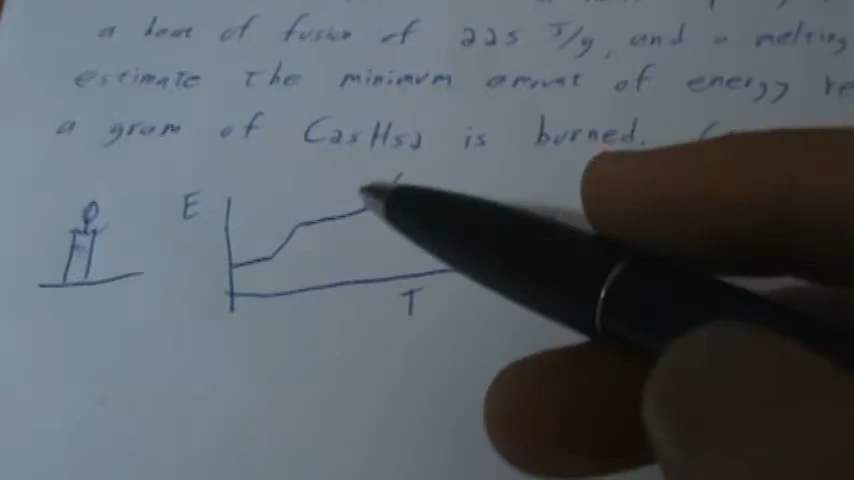 a heat of fusion of 225 J/g, and a melting
estimate the minimum amount of energy re
a gram of C25H52 is burned.
E
T